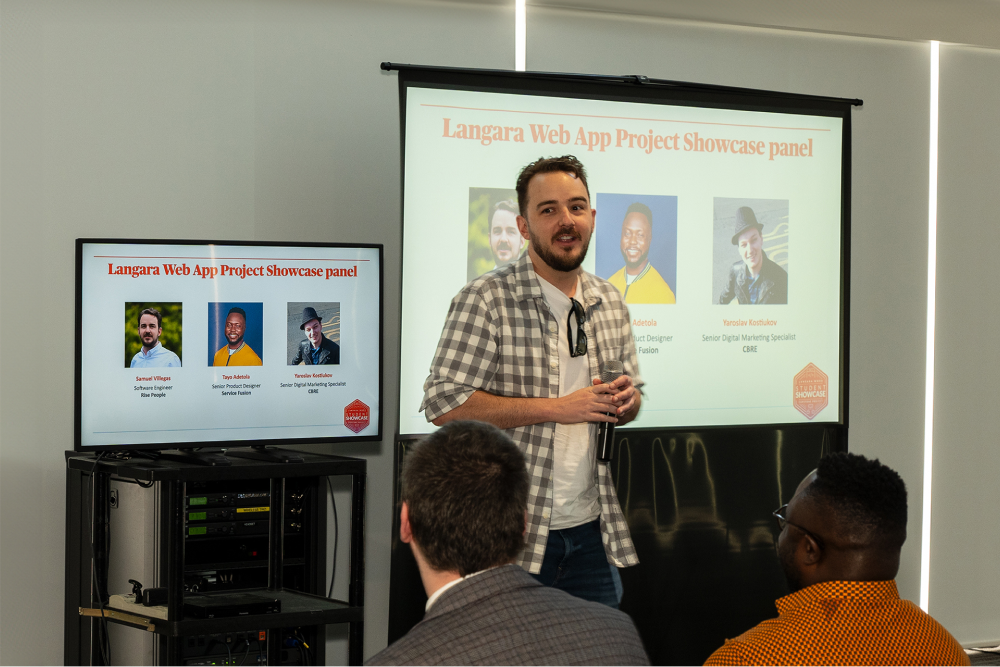 Langara Web App Project Showcase panel
Samuel Villegas
Software Engineer
Rise People
Tayo Adetola
Senior Product Designer
Service Fusion
Yaroslav Kostiukov
Senior Digital Marketing Specialist
CBRE
STUDENT
SHOWCASE
Langara Web App Project Showcase panel
Adetola
Product Designer
Fusion
Yaroslav Kostiukov
Senior Digital Marketing Specialist
CBRE
STUDENT
SHOWCASE